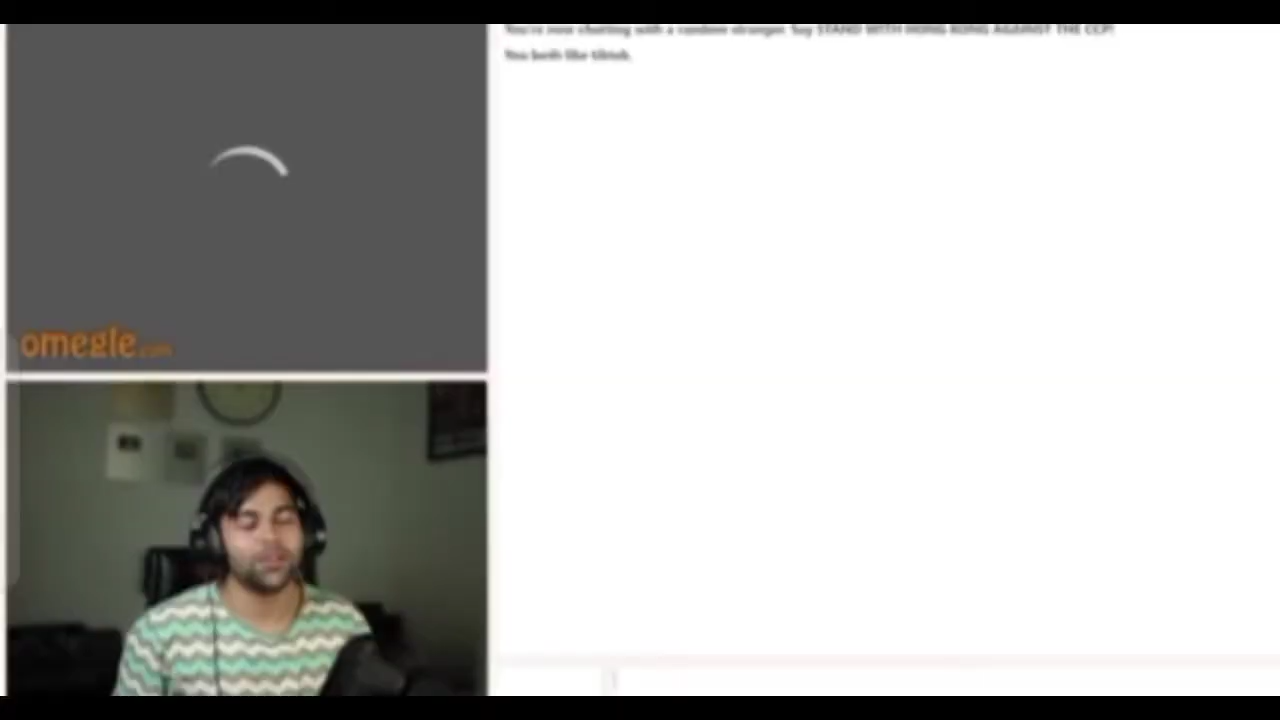 You're now chatting with a random stranger. Say STAND WITH HONG KONG AGAINST THE CCP!
You both like tiktok.
omegle.com